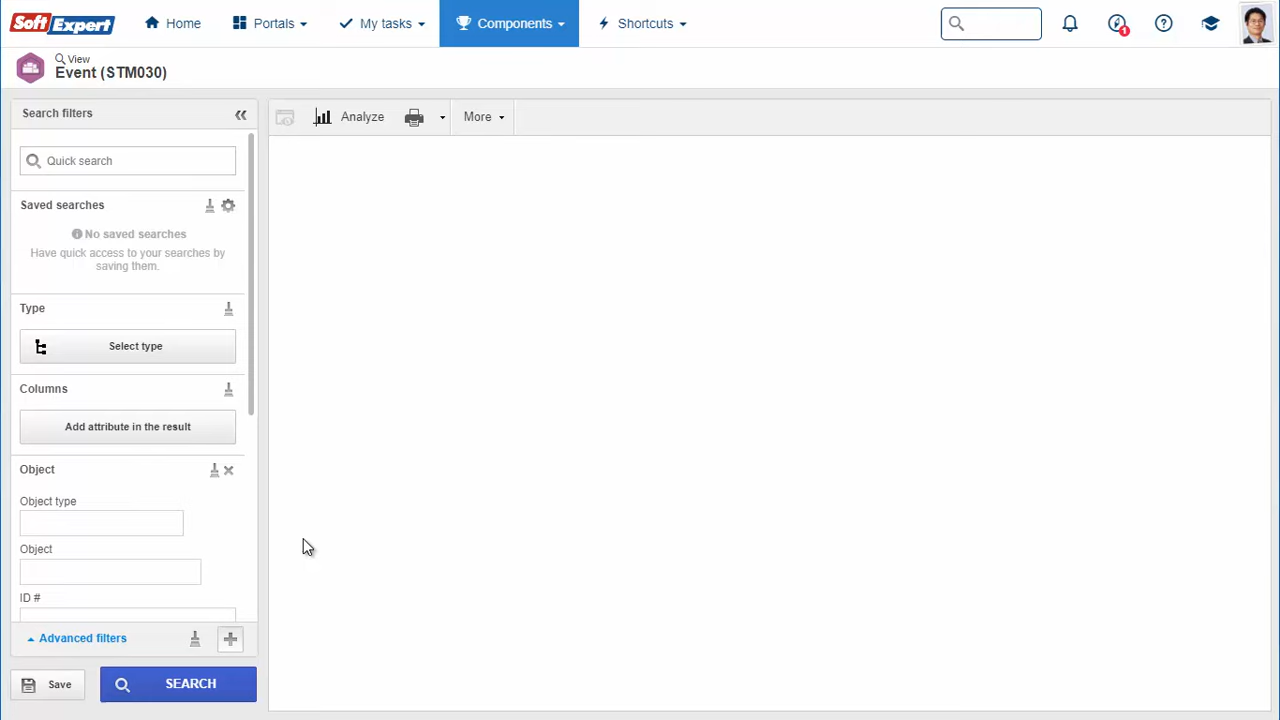 SoftExpert
Home
Portals
My tasks
Components
Shortcuts
1
View
Event (STM030)
Search filters
Quick search
Saved searches
No saved searches
Have quick access to your searches by
saving them.
Type
Select type
Columns
Add attribute in the result
Object
Object type
Object
ID #
Advanced filters
Save
SEARCH
Analyze
More